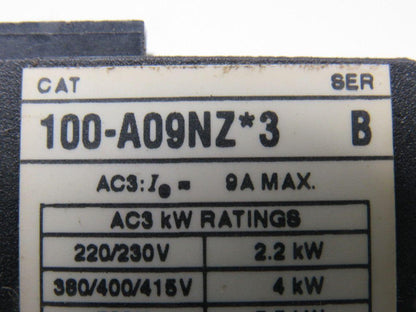 CAT SER
100-A09NZ*3 B
AC3: Ie = 9A MAX.
AC3 kW RATINGS
220/230V 2.2 kW
380/400/415V 4 kW